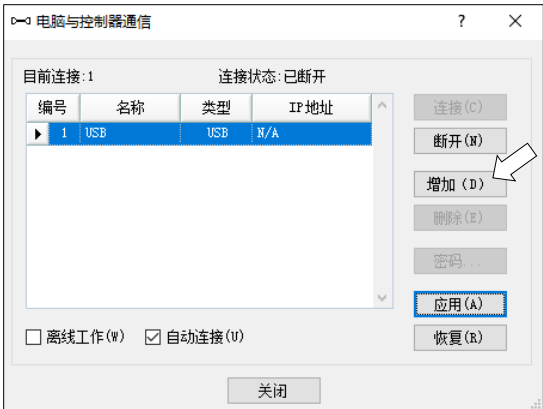 电脑与控制器通信
目前连接:1 连接状态:已断开
编号 名称 类型 IP地址
1 USB USB N/A
连接(C)
断开(N)
增加 (D)
删除(E)
密码...
应用(A)
恢复(R)
离线工作(W) 自动连接(U)
关闭